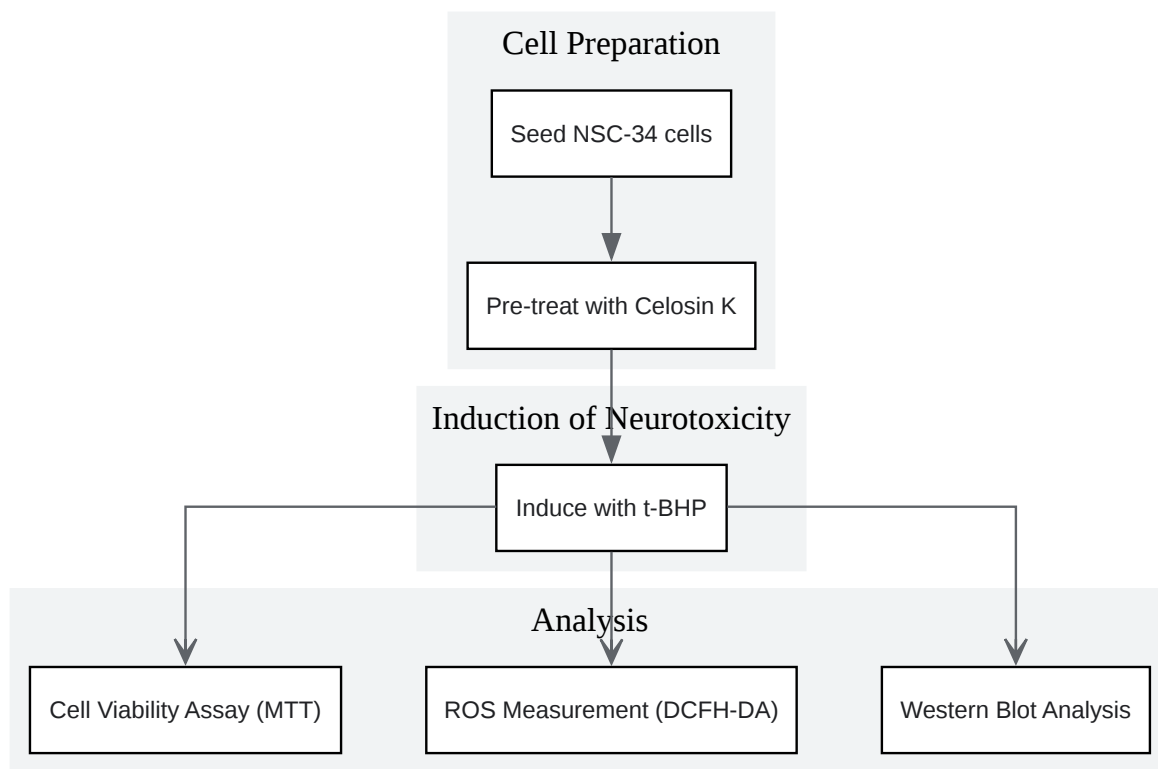 Cell Preparation
Seed NSC-34 cells
Pre-treat with Celosin K
Induction of Neurotoxicity
Induce with t-BHP
Analysis
Cell Viability Assay (MTT)
ROS Measurement (DCFH-DA)
Western Blot Analysis